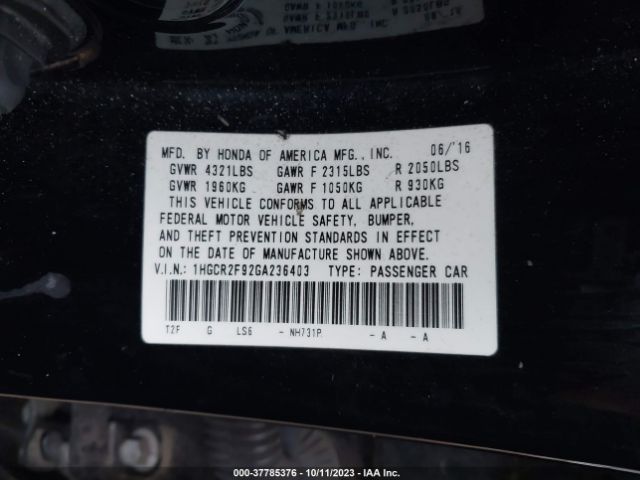 MFD. BY HONDA OF AMERICA MFG., INC. 06/'16
GVWR 4321LBS GAWR F 2315LBS R 2050LBS
GVWR 1960KG GAWR F 1050KG R 930KG
THIS VEHICLE CONFORMS TO ALL APPLICABLE
FEDERAL MOTOR VEHICLE SAFETY, BUMPER,
AND THEFT PREVENTION STANDARDS IN EFFECT
ON THE DATE OF MANUFACTURE SHOWN ABOVE.
V.I.N.: 1HGCR2F92GA236403 TYPE: PASSENGER CAR
T2F G LS6 - NH731P - A - A
000-37785376 | 10/11/2023 | IAA Inc.